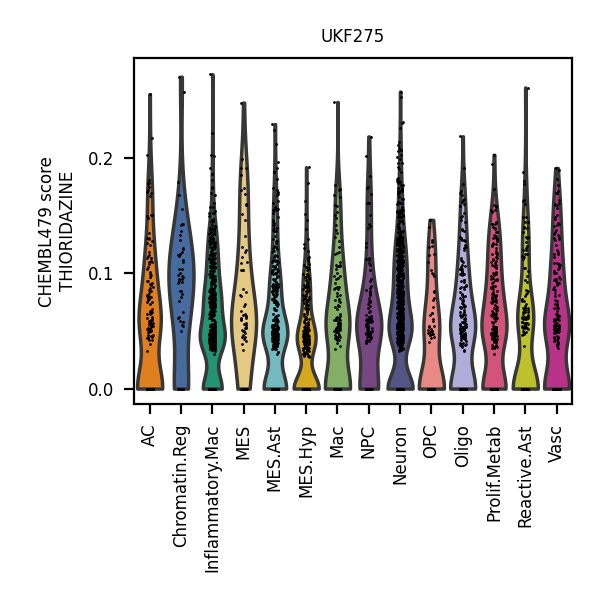 UKF275
CHEMBL479 score
THIORIDAZINE
0.2
0.1
0.0
AC
Chromatin.Reg
Inflammatory.Mac
MES
MES.Ast
MES.Hyp
Mac
NPC
Neuron
OPC
Oligo
Prolif.Metab
Reactive.Ast
Vasc